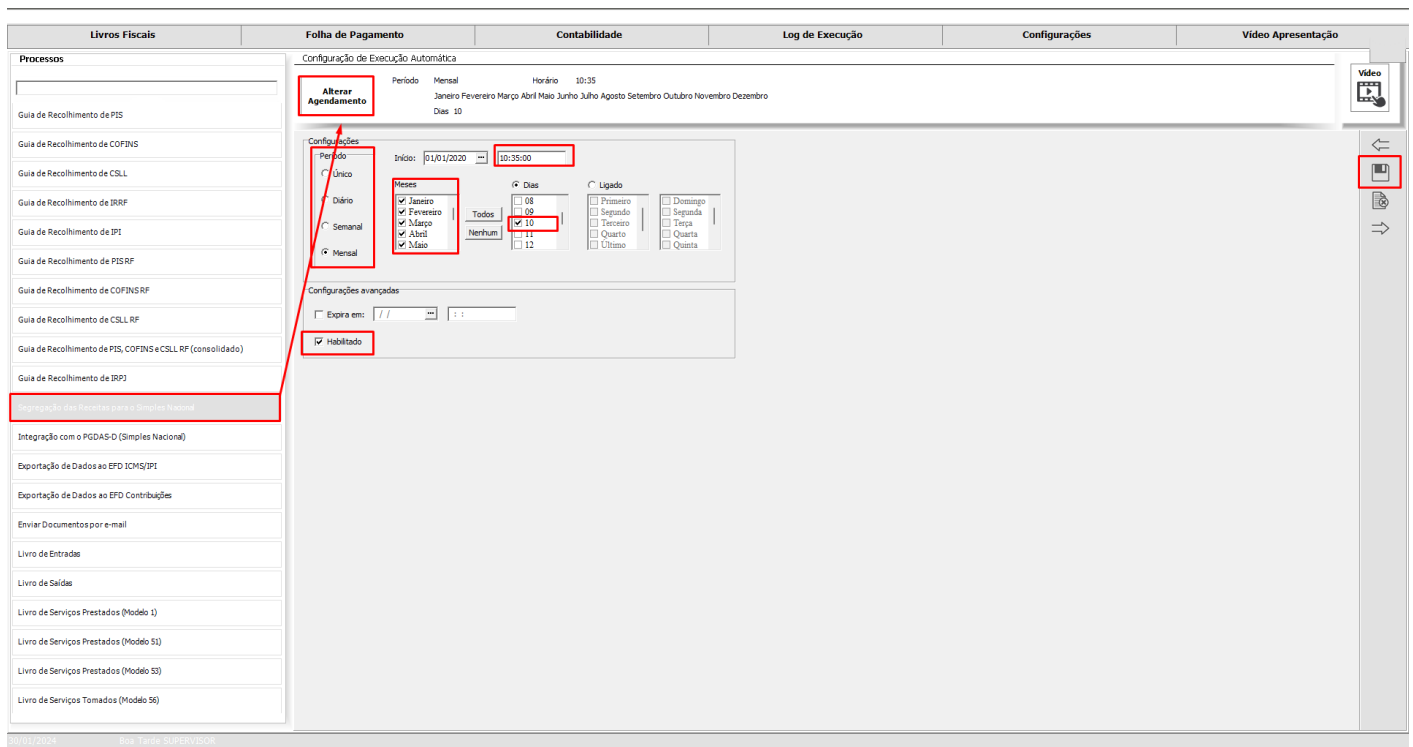 Livros Fiscais
Folha de Pagamento
Contabilidade
Log de Execução
Configurações
Vídeo Apresentação
Processos
Guia de Recolhimento de PIS
Guia de Recolhimento de COFINS
Guia de Recolhimento de CSLL
Guia de Recolhimento de IRRF
Guia de Recolhimento de IPI
Guia de Recolhimento de PIS RF
Guia de Recolhimento de COFINS RF
Guia de Recolhimento de CSLL RF
Guia de Recolhimento de PIS, COFINS e CSLL RF (consolidado)
Guia de Recolhimento de IRPJ
Segregação das Receitas para o Simples Nacional
Integração com o PGDAS-D (Simples Nacional)
Exportação de Dados ao EFD ICMS/IPI
Exportação de Dados ao EFD Contribuições
Enviar Documentos por e-mail
Livro de Entradas
Livro de Saídas
Livro de Serviços Prestados (Modelo 1)
Livro de Serviços Prestados (Modelo 51)
Livro de Serviços Prestados (Modelo 53)
Livro de Serviços Tomados (Modelo 56)
Configuração de Execução Automática
Alterar
Agendamento
Período Mensal Horário 10:35
Janeiro Fevereiro Março Abril Maio Junho Julho Agosto Setembro Outubro Novembro Dezembro
Dias 10
Vídeo
Configurações
Período
Único
Diário
Semanal
Mensal
Início: 01/01/2020 ... 10:35:00
Meses
Janeiro
Fevereiro
Março
Abril
Maio
Todos
Nenhum
Dias
08
09
10
11
12
Ligado
Primeiro
Segundo
Terceiro
Quarto
Último
Domingo
Segunda
Terça
Quarta
Quinta
Configurações avançadas
Expira em: / / ... : :
Habilitado
30/01/2024 Boa Tarde SUPERVISOR